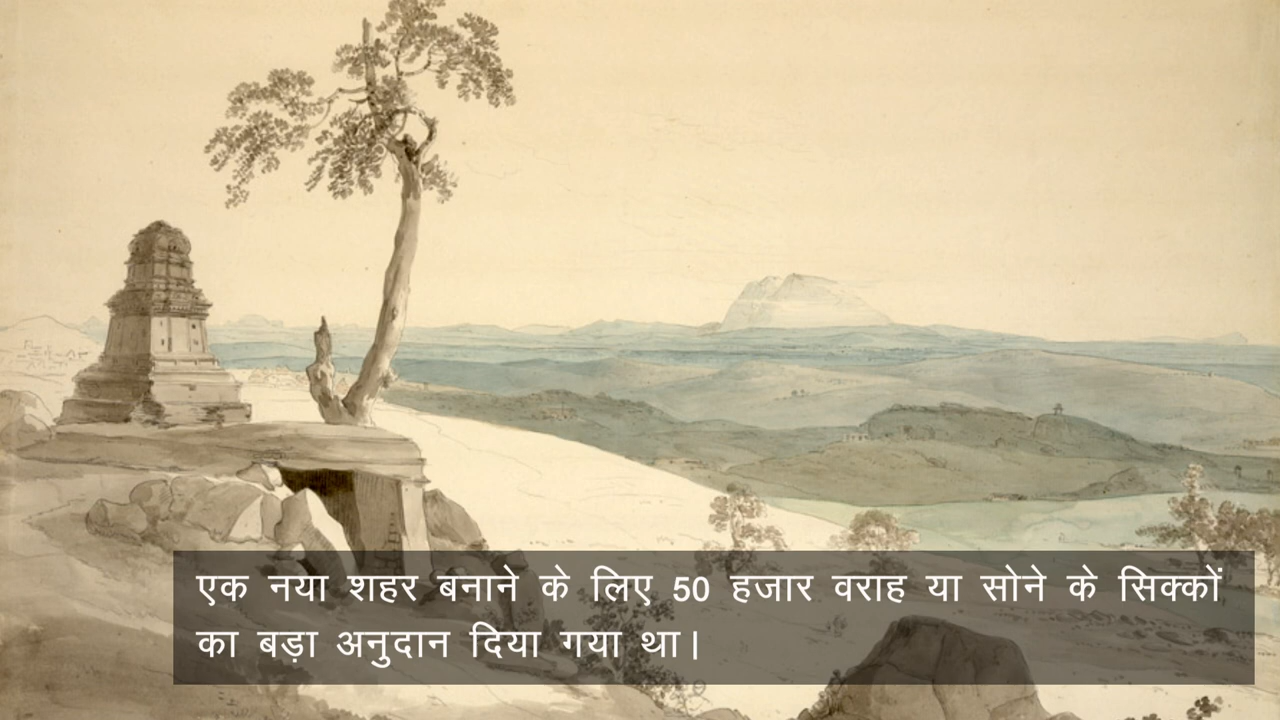 एक नया शहर बनाने के लिए 50 हजार वराह या सोने के सिक्कों
का बड़ा अनुदान दिया गया था।